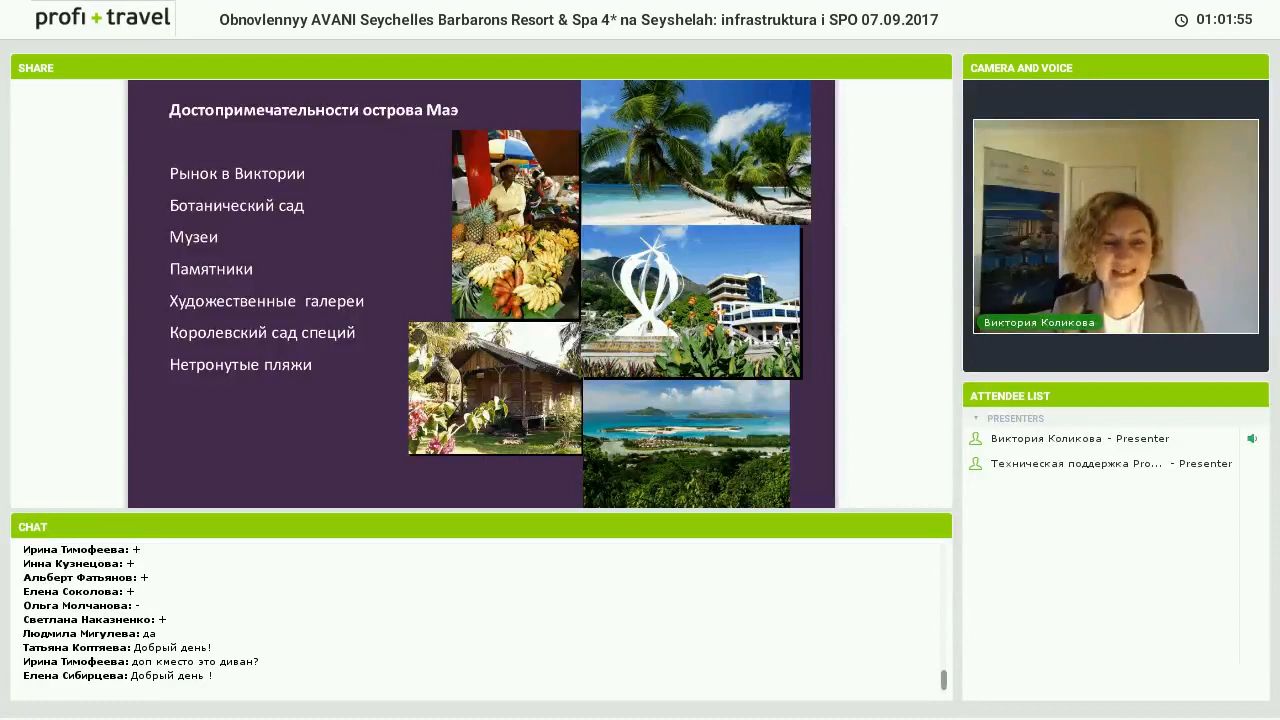 profi + travel
Obnovlennyy AVANI Seychelles Barbarons Resort & Spa 4* na Seyshelah: infrastruktura i SPO 07.09.2017
01:01:55
SHARE
Достопримечательности острова Маэ
Рынок в Виктории
Ботанический сад
Музеи
Памятники
Художественные галереи
Королевский сад специй
Нетронутые пляжи
CAMERA AND VOICE
Виктория Коликова
ATTENDEE LIST
PRESENTERS
Виктория Коликова - Presenter
Техническая поддержка Pro... - Presenter
CHAT
Ирина Тимофеева: +
Инна Кузнецова: +
Альберт Фатьянов: +
Елена Соколова: +
Ольга Молчанова: -
Светлана Наказненко: +
Людмила Мигулева: да
Татьяна Коптяева: Добрый день!
Ирина Тимофеева: доп кместо это диван?
Елена Сибирцева: Добрый день !